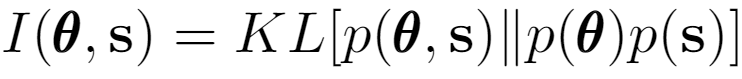 I(𝜽, 𝐬) = KL[p(𝜽, 𝐬)||p(𝜽)p(𝐬)]